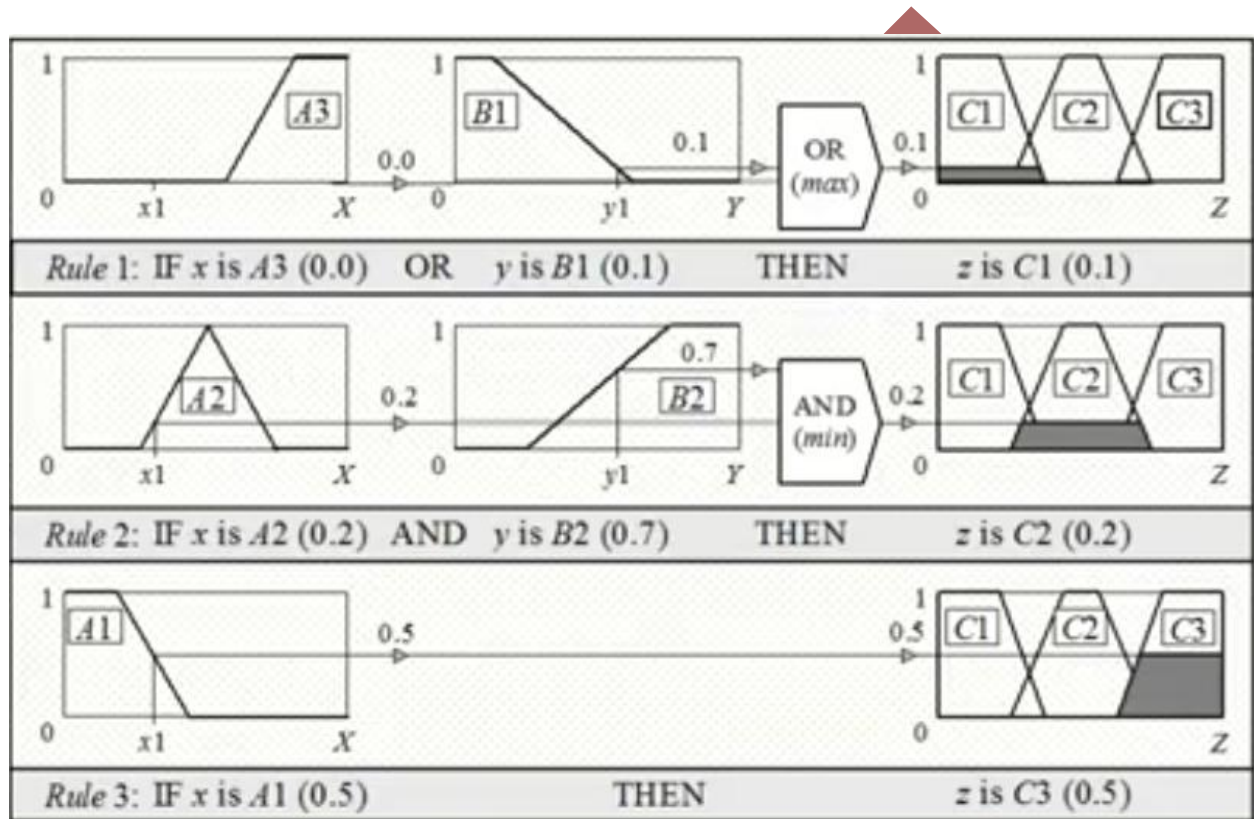 1
A3
0
x1
X
0.0
1
B1
0.1
0
y1
Y
OR
(max)
0.1
1
C1
C2
C3
0
Z
Rule 1: IF x is A3 (0.0) OR y is B1 (0.1) THEN z is C1 (0.1)
1
A2
0
x1
X
0.2
1
0.7
B2
0
y1
Y
AND
(min)
0.2
1
C1
C2
C3
0
Z
Rule 2: IF x is A2 (0.2) AND y is B2 (0.7) THEN z is C2 (0.2)
1
A1
0
x1
X
0.5
0.5
1
C1
C2
C3
0
Z
Rule 3: IF x is A1 (0.5) THEN z is C3 (0.5)